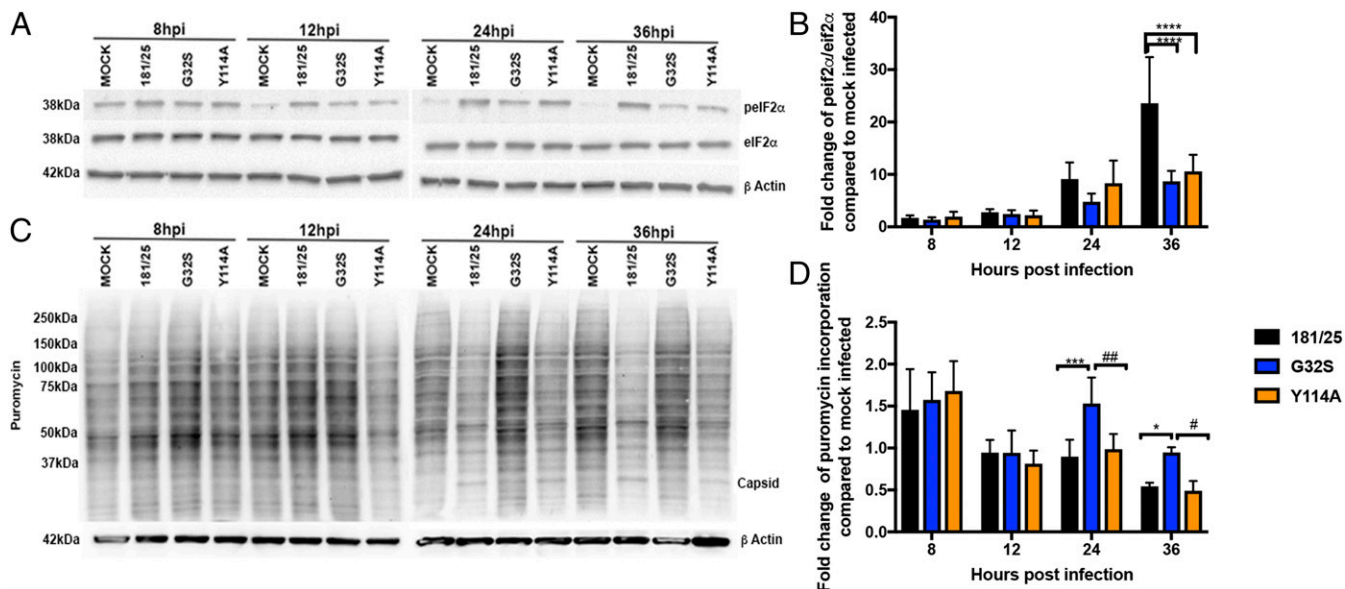 A
8hpi 12hpi 24hpi 36hpi
MOCK 181/25 G32S Y114A MOCK 181/25 G32S Y114A MOCK 181/25 G32S Y114A MOCK 181/25 G32S Y114A
38kDa peIF2α
38kDa eIF2α
42kDa β Actin
B
Fold change of peif2α/eif2α
compared to mock infected
40
30
20
10
0
****
****
8 12 24 36
Hours post infection
C
8hpi 12hpi 24hpi 36hpi
MOCK 181/25 G32S Y114A MOCK 181/25 G32S Y114A MOCK 181/25 G32S Y114A MOCK 181/25 G32S Y114A
Puromycin
250kDa
150kDa
100kDa
75kDa
50kDa
37kDa
Capsid
42kDa β Actin
D
Fold change of puromycin incorporation
compared to mock infected
2.5
2.0
1.5
1.0
0.5
0.0
*** ##
* #
8 12 24 36
Hours post infection
181/25
G32S
Y114A